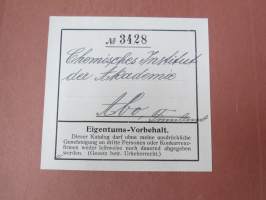 № 3428
Chemisches Institut
der Akademie
Åbo, Finnland
Eigentums-Vorbehalt.
Dieser Katalog darf ohne meine ausdrückliche
Genehmigung an dritte Personen oder Konkurrenz-
firmen weder leihweise noch dauernd abgegeben
werden. (Gesetz betr. Urheberrecht.)